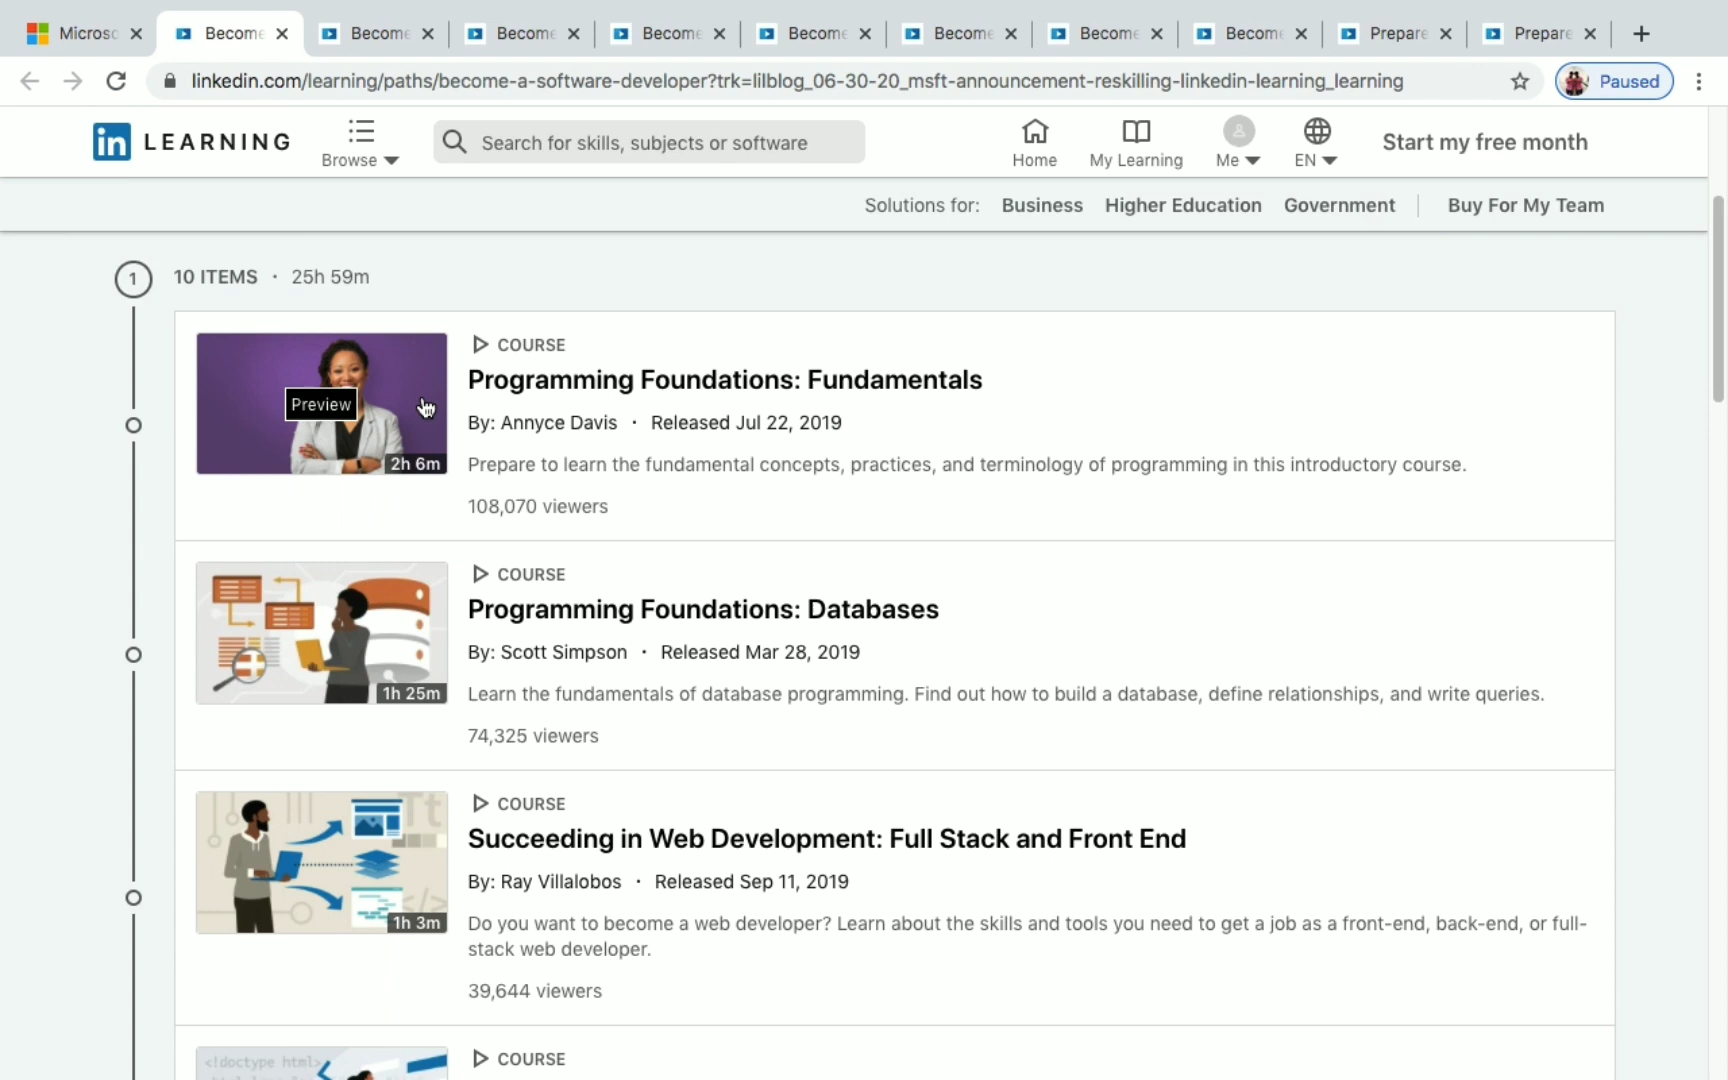 Microsc
Become
Become
Become
Become
Become
Become
Become
Become
Prepare
Prepare
linkedin.com/learning/paths/become-a-software-developer?trk=lilblog_06-30-20_msft-announcement-reskilling-linkedin-learning_learning
Paused
in LEARNING
Browse
Search for skills, subjects or software
Home
My Learning
Me
EN
Start my free month
Solutions for: Business Higher Education Government Buy For My Team
1
10 ITEMS · 25h 59m
Preview
2h 6m
COURSE
Programming Foundations: Fundamentals
By: Annyce Davis · Released Jul 22, 2019
Prepare to learn the fundamental concepts, practices, and terminology of programming in this introductory course.
108,070 viewers
1h 25m
COURSE
Programming Foundations: Databases
By: Scott Simpson · Released Mar 28, 2019
Learn the fundamentals of database programming. Find out how to build a database, define relationships, and write queries.
74,325 viewers
Tt
</>
1h 3m
COURSE
Succeeding in Web Development: Full Stack and Front End
By: Ray Villalobos · Released Sep 11, 2019
Do you want to become a web developer? Learn about the skills and tools you need to get a job as a front-end, back-end, or full-
stack web developer.
39,644 viewers
<!doctype html>
COURSE